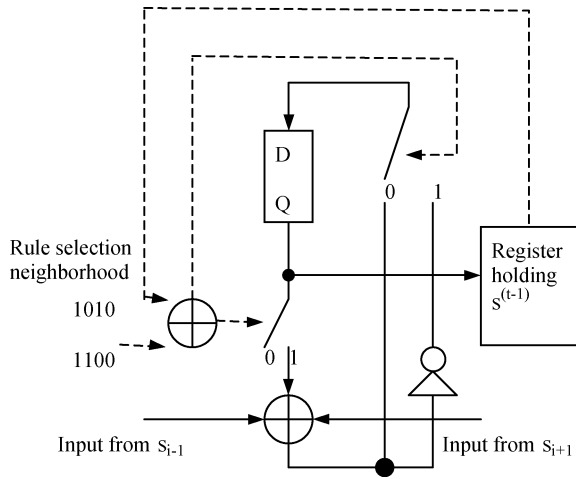 D
Q
0 1
Rule selection
neighborhood
1010
1100
0 1
Register
holding
s(t-1)
Input from si-1
Input from si+1